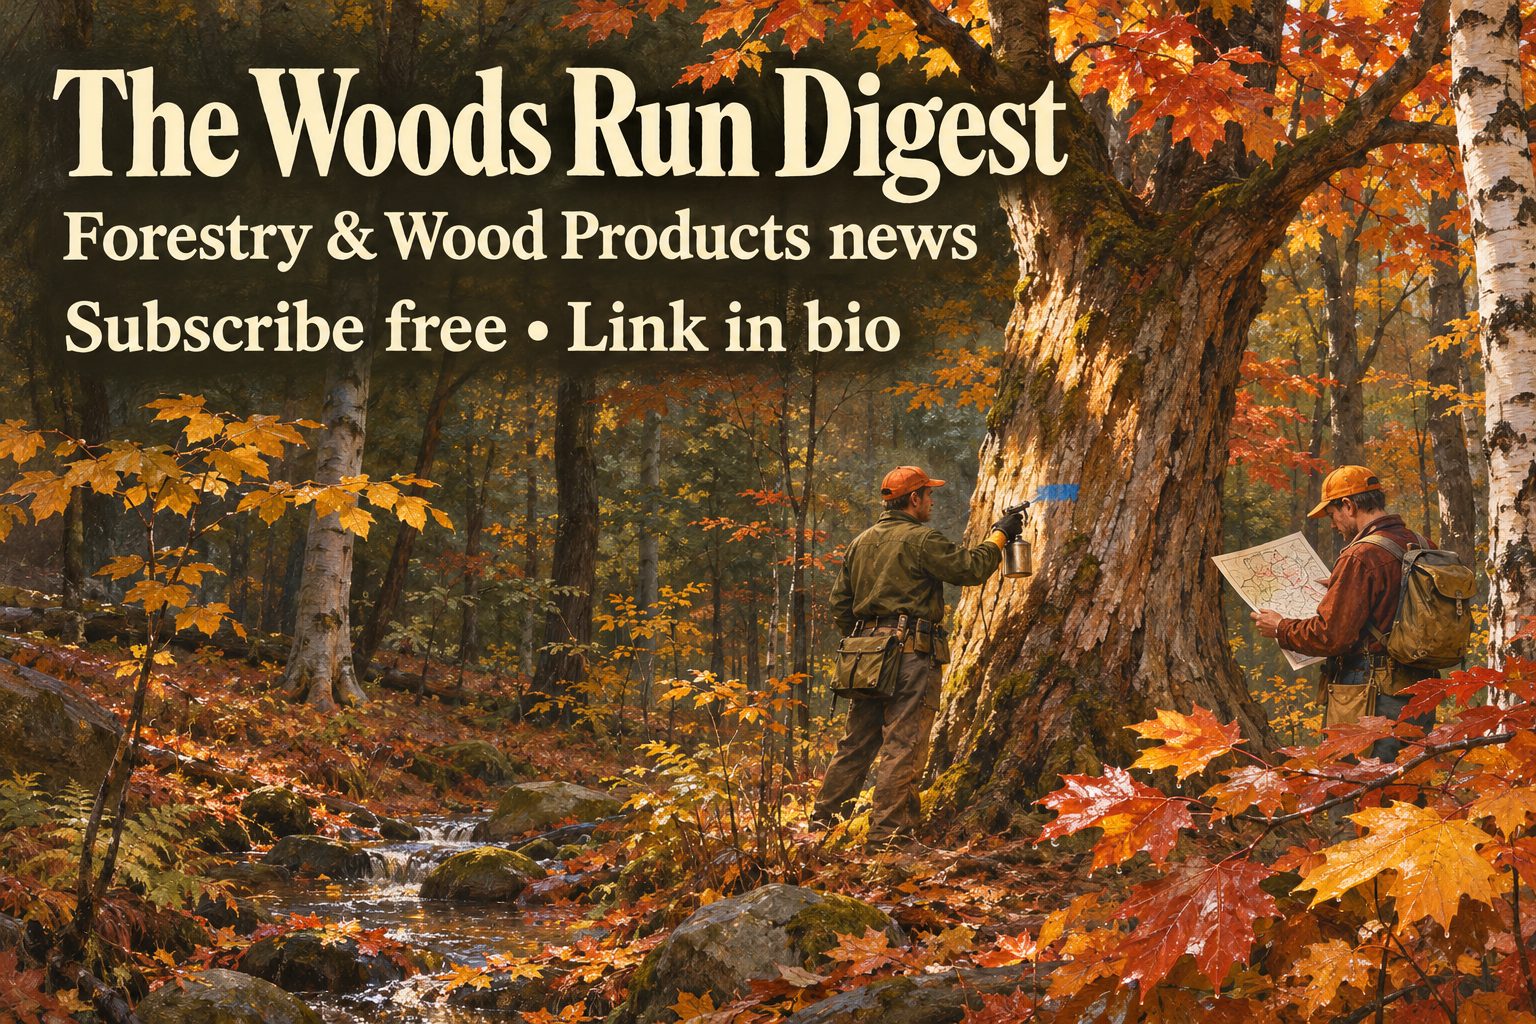 The Woods Run Digest
Forestry & Wood Products news
Subscribe free • Link in bio